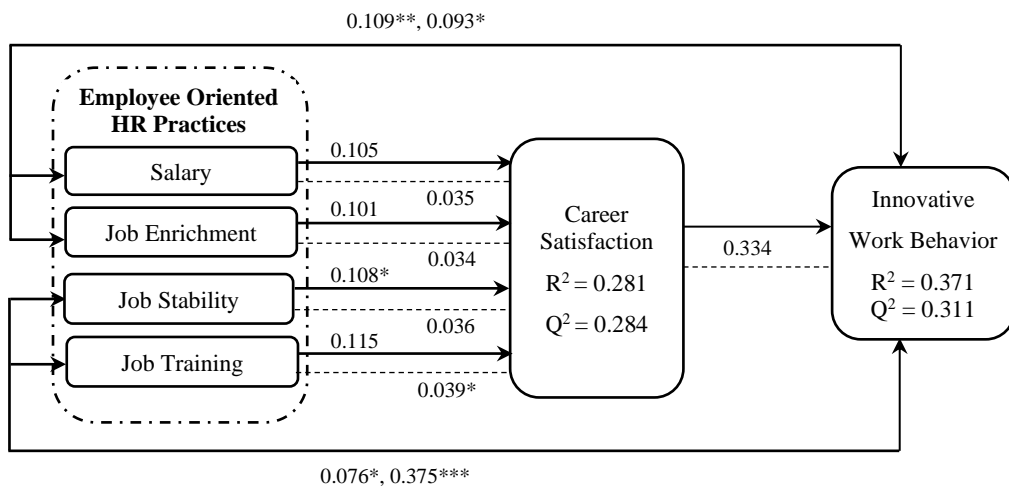 0.109**, 0.093*
Employee Oriented
HR Practices
Salary
0.105
0.035
Job Enrichment
0.101
0.034
Job Stability
0.108*
0.036
Job Training
0.115
0.039*
Career
Satisfaction
R² = 0.281
Q² = 0.284
0.334
Innovative
Work Behavior
R² = 0.371
Q² = 0.311
0.076*, 0.375***